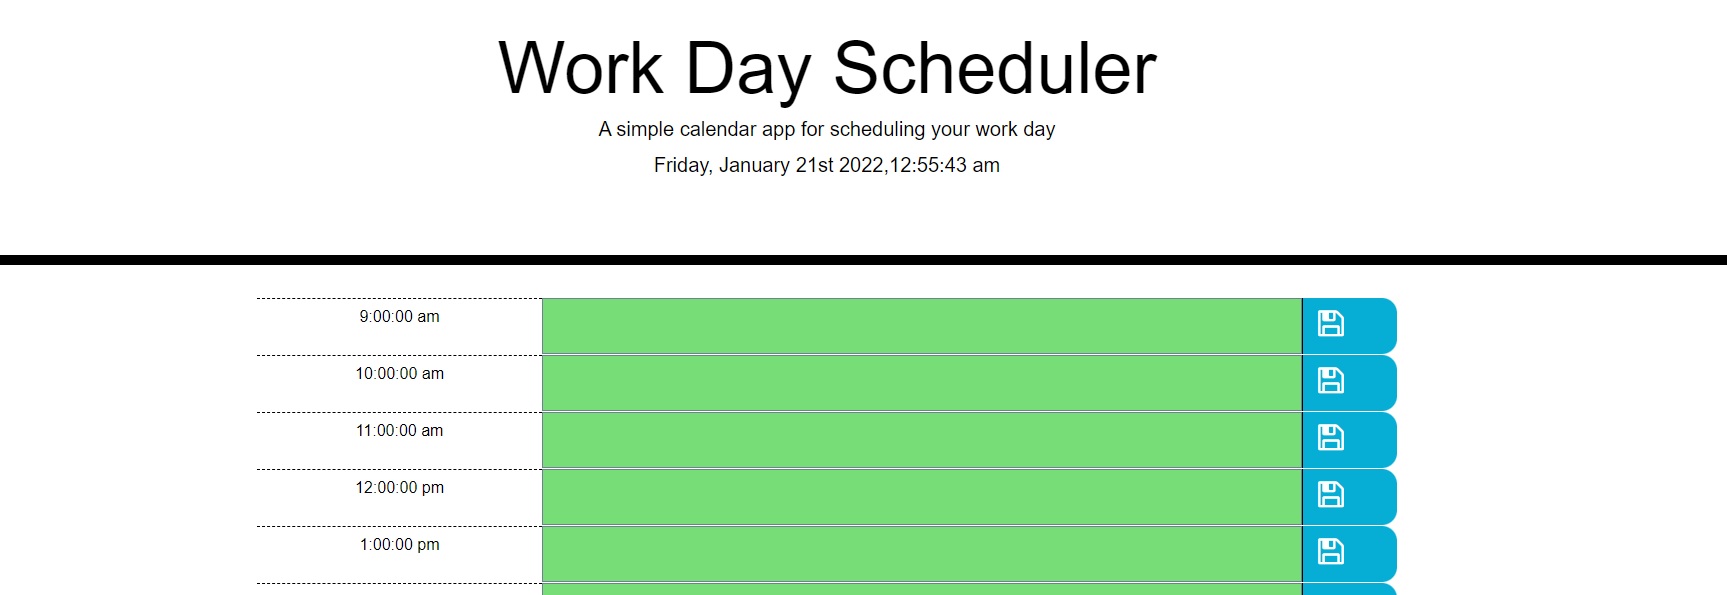 Work Day Scheduler
A simple calendar app for scheduling your work day
Friday, January 21st 2022,12:55:43 am
9:00:00 am
10:00:00 am
11:00:00 am
12:00:00 pm
1:00:00 pm